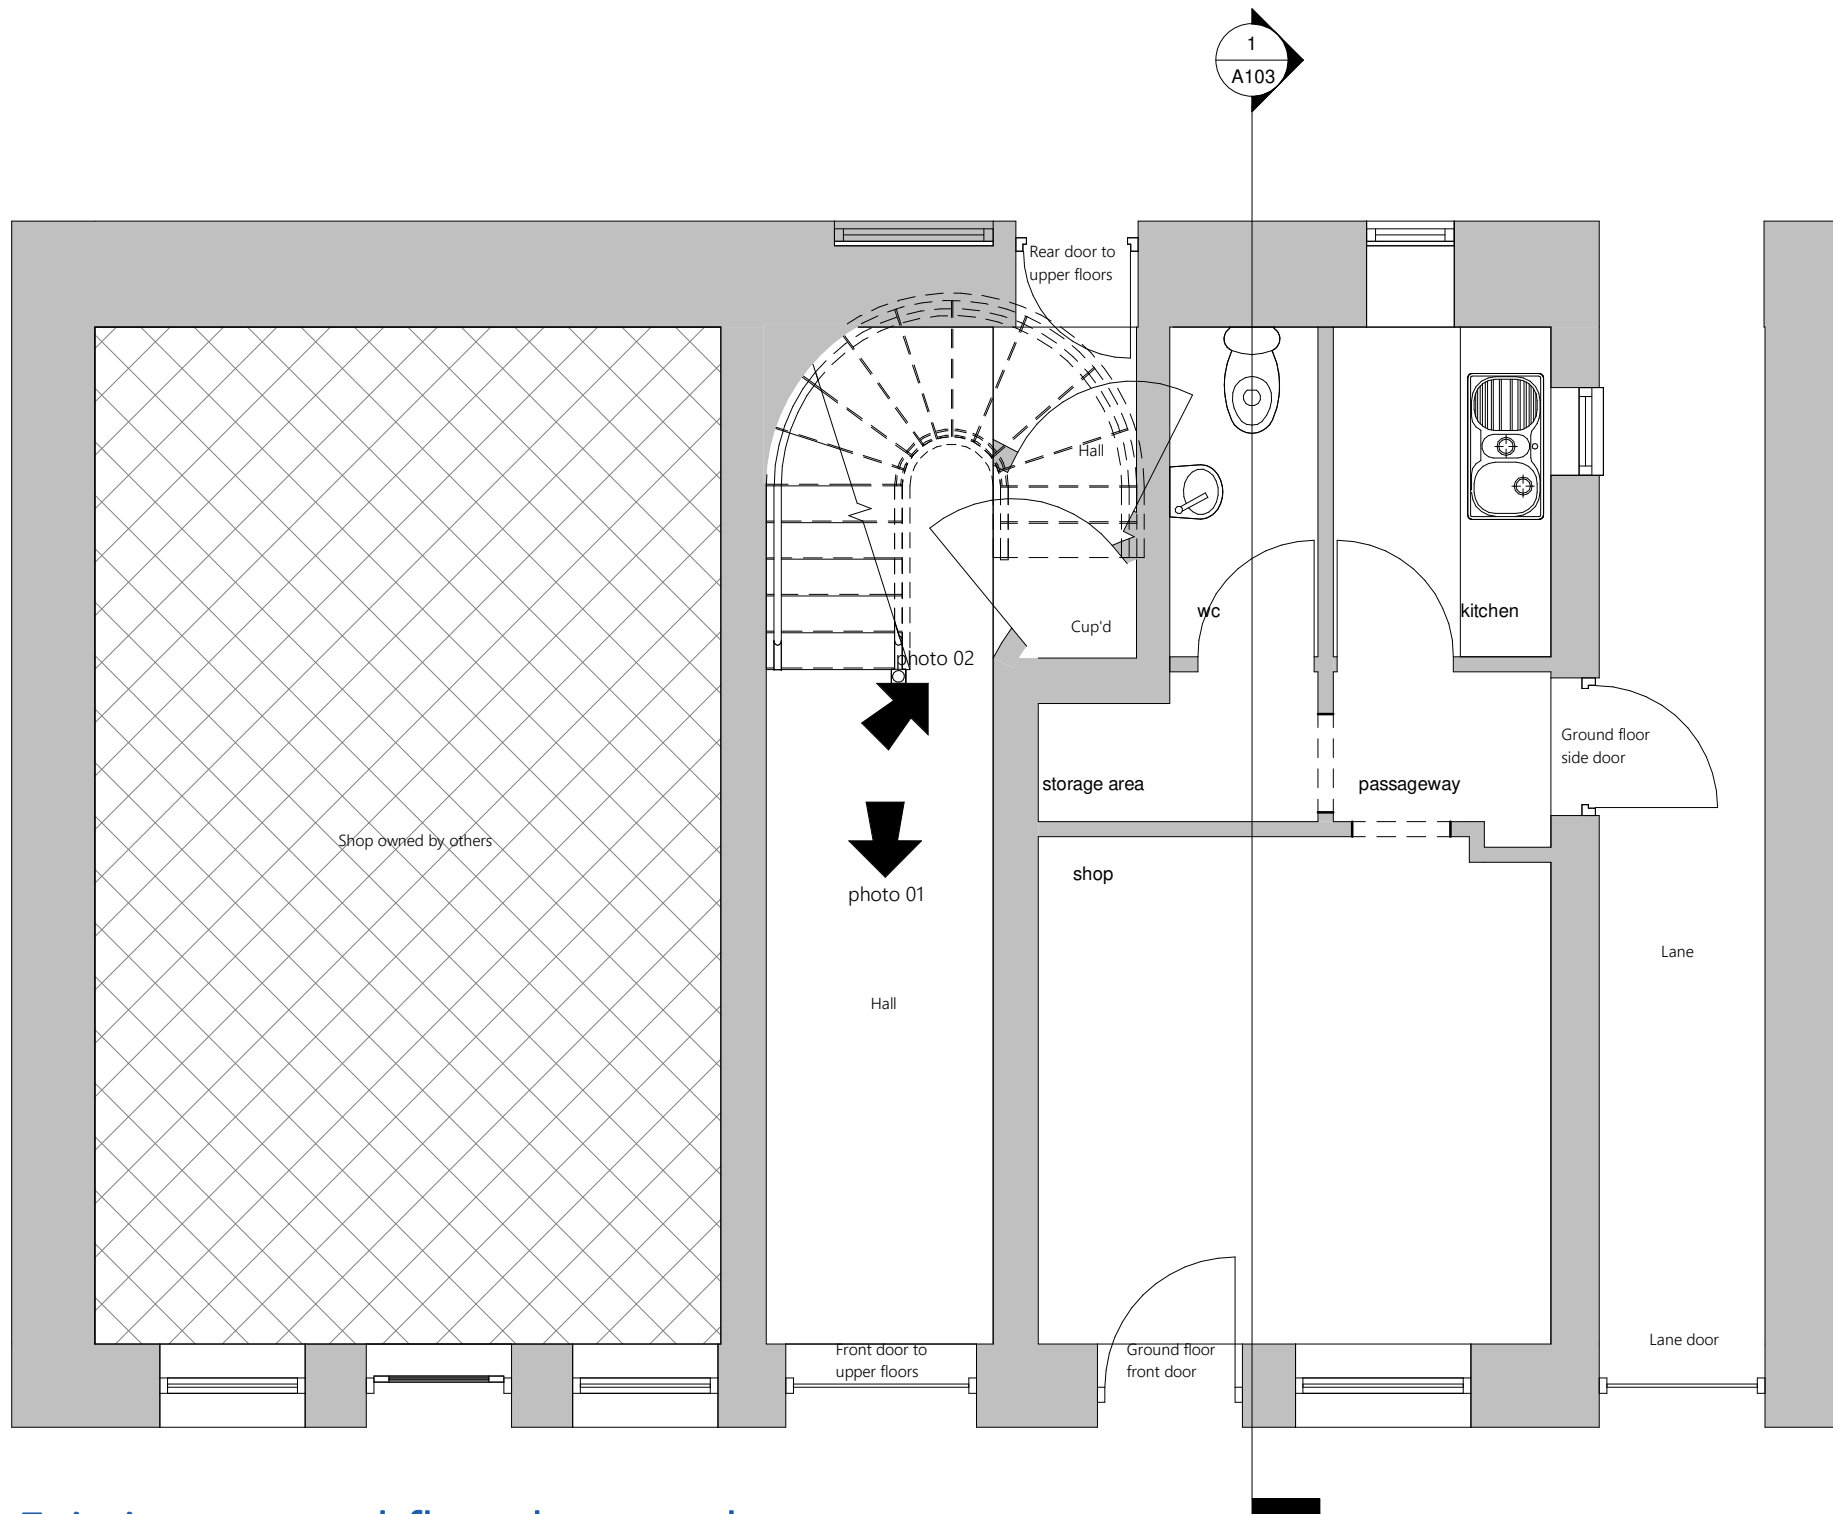 1
A103
Rear door to
upper floors
Hall
wc
kitchen
Cup'd
photo 02
Ground floor
side door
storage area
passageway
Shop owned by others
shop
photo 01
Lane
Hall
Lane door
Front door to
upper floors
Ground floor
front door